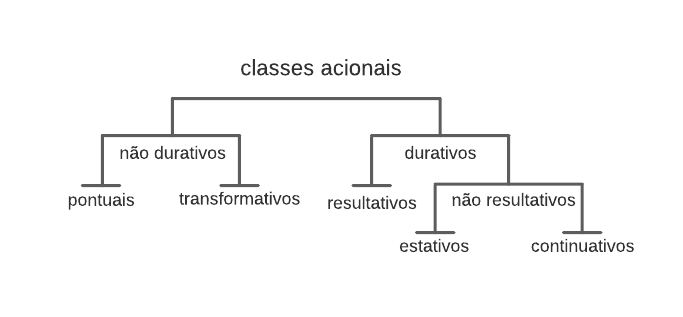 classes acionais
não durativos
durativos
pontuais
transformativos
resultativos
não resultativos
estativos
continuativos